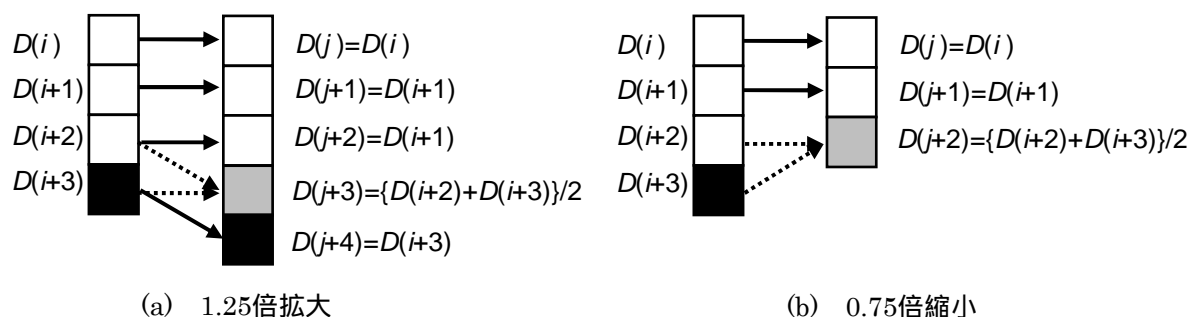 D(i)
D(i+1)
D(i+2)
D(i+3)
D(j)=D(i)
D(j+1)=D(i+1)
D(j+2)=D(i+1)
D(j+3)={D(i+2)+D(i+3)}/2
D(j+4)=D(i+3)
(a) 1.25倍拡大
D(i)
D(i+1)
D(i+2)
D(i+3)
D(j)=D(i)
D(j+1)=D(i+1)
D(j+2)={D(i+2)+D(i+3)}/2
(b) 0.75倍縮小